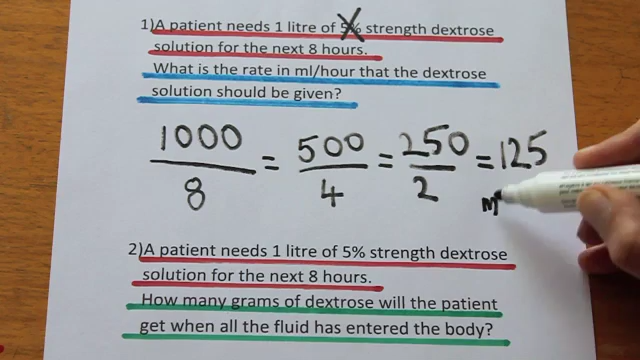 1)A patient needs 1 litre of 5% strength dextrose
solution for the next 8 hours.
What is the rate in ml/hour that the dextrose
solution should be given?
1000/8 = 500/4 = 250/2 = 125
m
2)A patient needs 1 litre of 5% strength dextrose
solution for the next 8 hours.
How many grams of dextrose will the patient
get when all the fluid has entered the body?